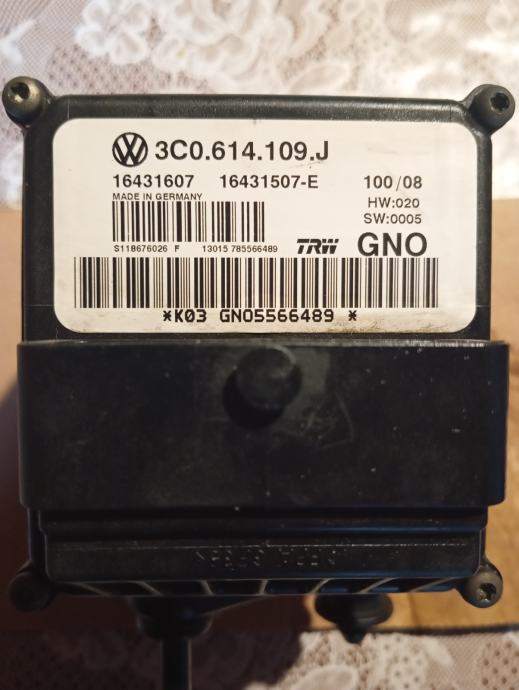 3C0.614.109.J
16431607 16431507-E 100/08
MADE IN GERMANY HW:020
SW:0005
S118676026 F 13015 785566489 TRW GNO
*K03 GNO5566489 *